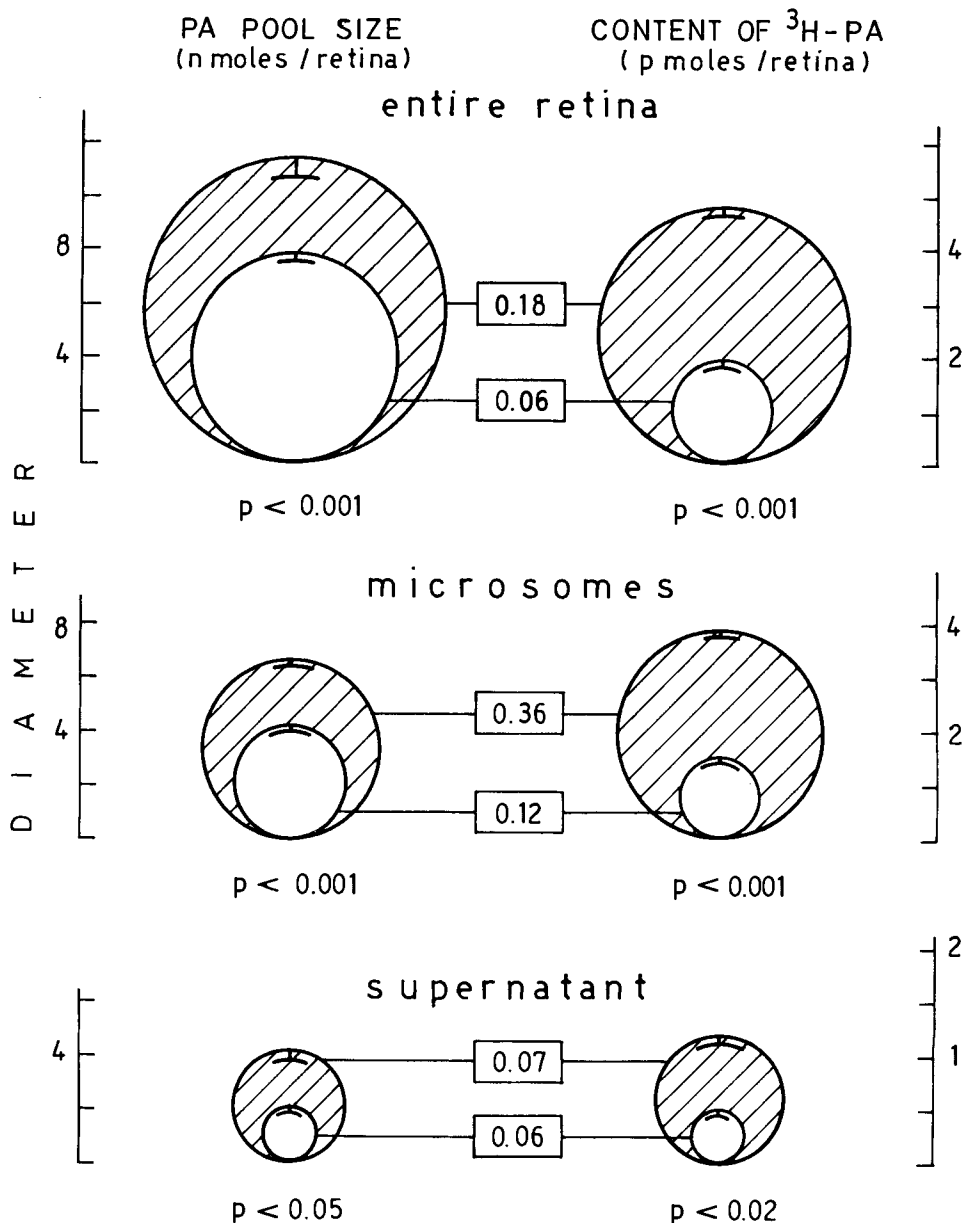 PA POOL SIZE
(n moles / retina)
CONTENT OF ³H-PA
( p moles / retina)
entire retina
8
4
4
2
0.18
0.06
p < 0.001
p < 0.001
DIAMETER
microsomes
8
4
4
2
0.36
0.12
p < 0.001
p < 0.001
supernatant
4
2
1
0.07
0.06
p < 0.05
p < 0.02